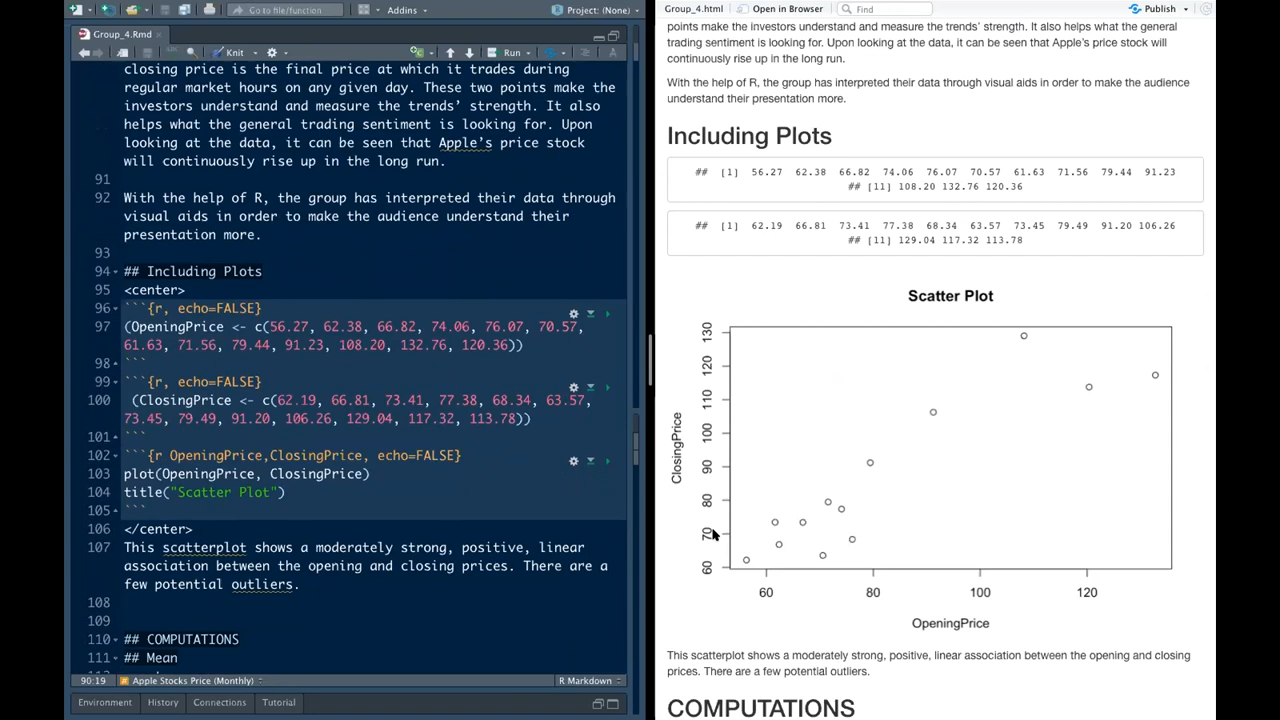 Go to file/function
Addins
Project: (None)
Group_4.Rmd
Knit
Run
closing price is the final price at which it trades during
regular market hours on any given day. These two points make the
investors understand and measure the trends’ strength. It also
helps what the general trading sentiment is looking for. Upon
looking at the data, it can be seen that Apple’s price stock
will continuously rise up in the long run.
91
92 With the help of R, the group has interpreted their data through
visual aids in order to make the audience understand their
presentation more.
93
94 ## Including Plots
95 <center>
96 ```{r, echo=FALSE}
97 (OpeningPrice <- c(56.27, 62.38, 66.82, 74.06, 76.07, 70.57,
61.63, 71.56, 79.44, 91.23, 108.20, 132.76, 120.36))
98 ```
99 ```{r, echo=FALSE}
100 (ClosingPrice <- c(62.19, 66.81, 73.41, 77.38, 68.34, 63.57,
73.45, 79.49, 91.20, 106.26, 129.04, 117.32, 113.78))
101 ```
102 ```{r OpeningPrice,ClosingPrice, echo=FALSE}
103 plot(OpeningPrice, ClosingPrice)
104 title("Scatter Plot")
105 ```
106 </center>
107 This scatterplot shows a moderately strong, positive, linear
association between the opening and closing prices. There are a
few potential outliers.
108
109
110 ## COMPUTATIONS
111 ## Mean
90:19 Apple Stocks Price (Monthly) R Markdown
Environment History Connections Tutorial
Group_4.html Open in Browser Find Publish
points make the investors understand and measure the trends’ strength. It also helps what the general
trading sentiment is looking for. Upon looking at the data, it can be seen that Apple’s price stock will
continuously rise up in the long run.
With the help of R, the group has interpreted their data through visual aids in order to make the audience
understand their presentation more.
Including Plots
## [1] 56.27 62.38 66.82 74.06 76.07 70.57 61.63 71.56 79.44 91.23
## [11] 108.20 132.76 120.36
## [1] 62.19 66.81 73.41 77.38 68.34 63.57 73.45 79.49 91.20 106.26
## [11] 129.04 117.32 113.78
Scatter Plot
130
120
110
100
90
80
70
60
ClosingPrice
60 80 100 120
OpeningPrice
This scatterplot shows a moderately strong, positive, linear association between the opening and closing
prices. There are a few potential outliers.
COMPUTATIONS